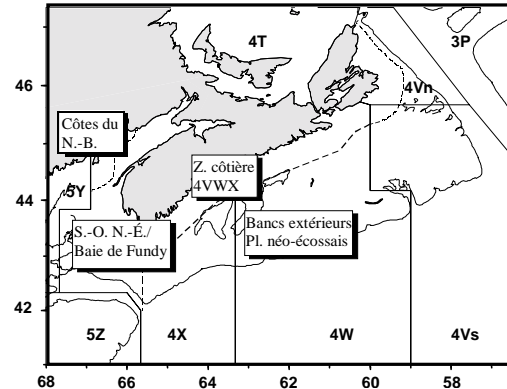 4T
3P
46
4Vn
Côtes du
N.-B.
Z. côtière
4VWX
44
5Y
S.-O. N.-É./
Baie de Fundy
Bancs extérieurs
Pl. néo-écossais
42
5Z
4X
4W
4Vs
68
66
64
62
60
58